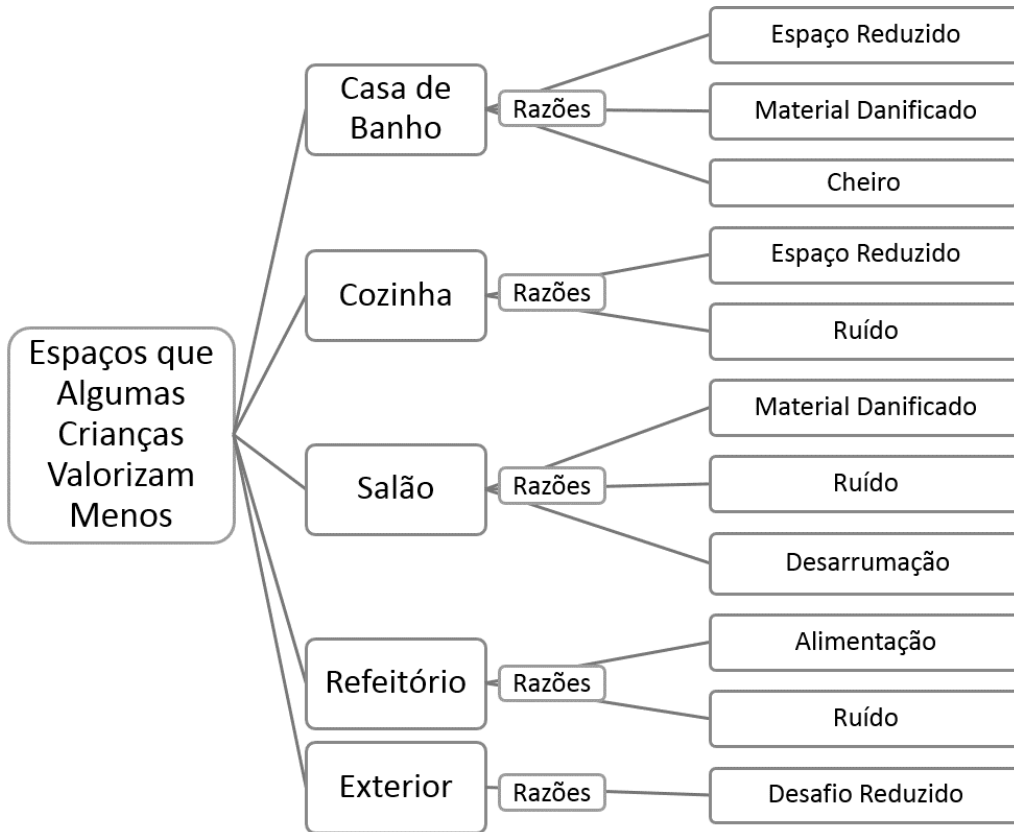 Espaços que
Algumas
Crianças
Valorizam
Menos
Casa de
Banho
Razões
Espaço Reduzido
Material Danificado
Cheiro
Cozinha
Razões
Espaço Reduzido
Ruído
Salão
Razões
Material Danificado
Ruído
Desarrumação
Refeitório
Razões
Alimentação
Ruído
Exterior
Razões
Desafio Reduzido